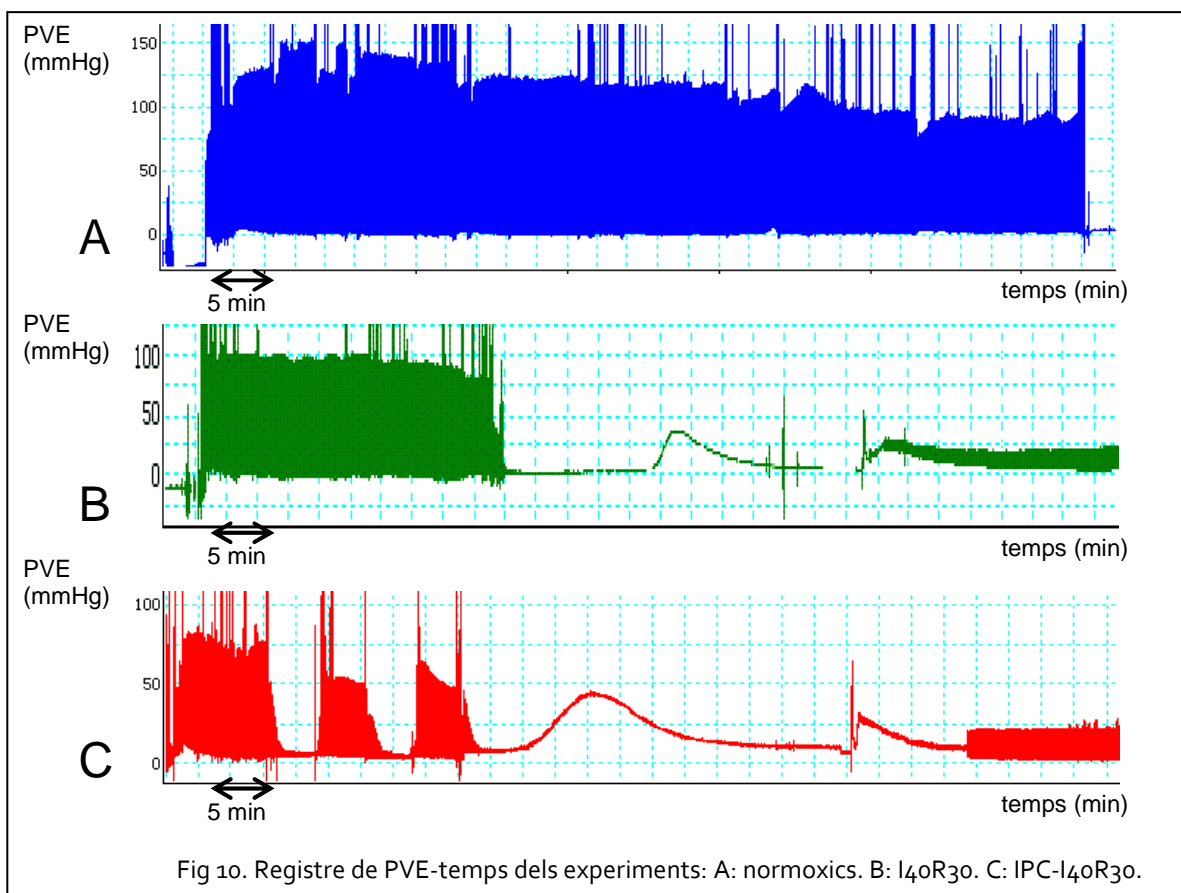 PVE
(mmHg)
150
100
50
0
A
5 min
temps (min)
PVE
(mmHg)
100
50
0
B
5 min
temps (min)
PVE
(mmHg)
100
50
0
C
5 min
temps (min)
Fig 10. Registre de PVE-temps dels experiments: A: normoxics. B: I40R30. C: IPC-I40R30.